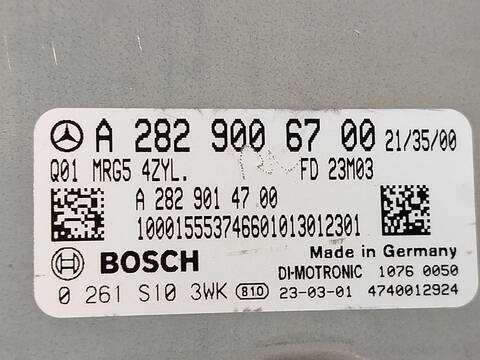 A 282 900 67 00 21/35/00
Q01 MRG5 4ZYL. FD 23M03
A 282 901 47 00
100015553746601013012301
BOSCH Made in Germany
DI-MOTRONIC 1076 0050
0 261 S10 3WK 810 23-03-01 4740012924